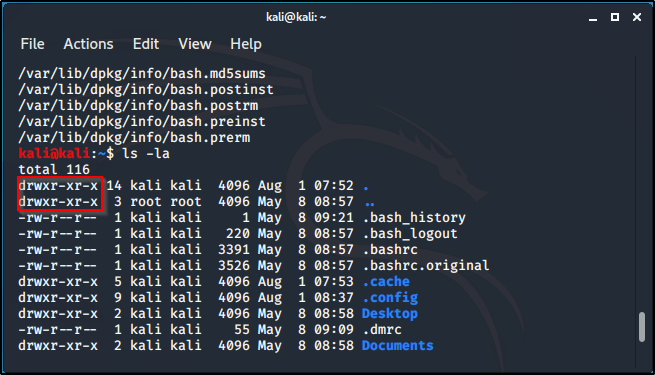 kali@kali: ~
File Actions Edit View Help
/var/lib/dpkg/info/bash.md5sums
/var/lib/dpkg/info/bash.postinst
/var/lib/dpkg/info/bash.postrm
/var/lib/dpkg/info/bash.preinst
/var/lib/dpkg/info/bash.prerm
kali@kali:~$ ls -la
total 116
drwxr-xr-x 14 kali kali  4096 Aug  1 07:52 .
drwxr-xr-x  3 root root  4096 May  8 08:57 ..
-rw-r--r--  1 kali kali     1 May  8 09:21 .bash_history
-rw-r--r--  1 kali kali   220 May  8 08:57 .bash_logout
-rw-r--r--  1 kali kali  3391 May  8 08:57 .bashrc
-rw-r--r--  1 kali kali  3526 May  8 08:57 .bashrc.original
drwxr-xr-x  5 kali kali  4096 Aug  1 07:53 .cache
drwxr-xr-x  9 kali kali  4096 Aug  1 08:37 .config
drwxr-xr-x  2 kali kali  4096 May  8 08:58 Desktop
-rw-r--r--  1 kali kali    55 May  8 09:09 .dmrc
drwxr-xr-x  2 kali kali  4096 May  8 08:58 Documents